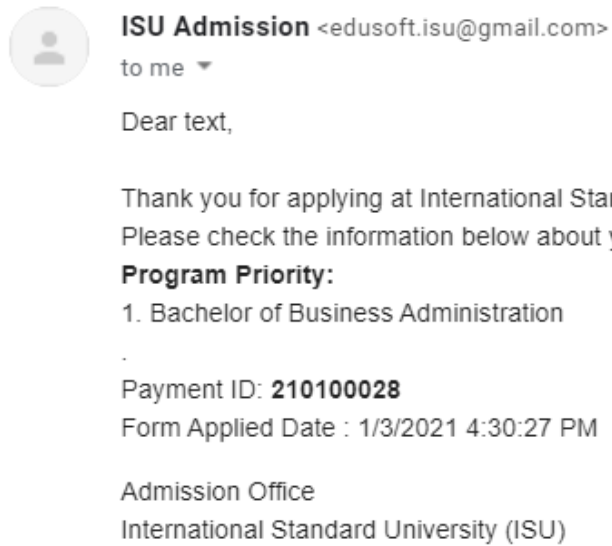 ISU Admission <edusoft.isu@gmail.com>
to me
Dear text,
Thank you for applying at International
Please check the information below about
Program Priority:
1. Bachelor of Business Administration
.
Payment ID: 210100028
Form Applied Date : 1/3/2021 4:30:27 PM
Admission Office
International Standard University (ISU)